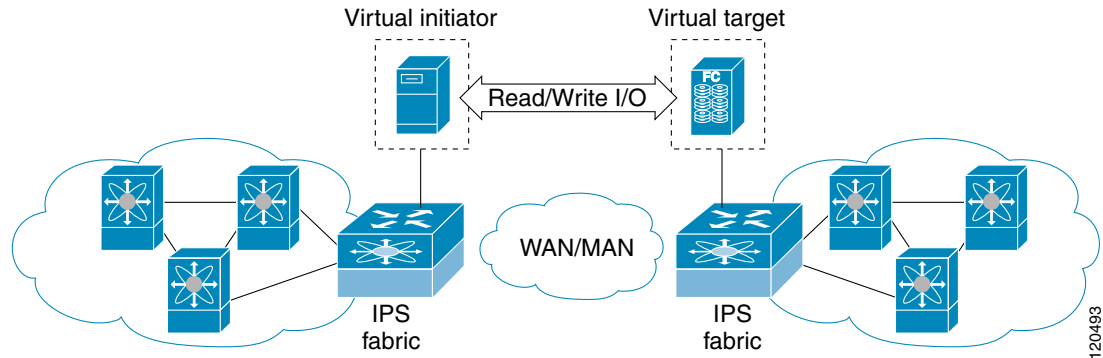 Virtual initiator
Virtual target
FC
Read/Write I/O
WAN/MAN
IPS
fabric
IPS
fabric
120493